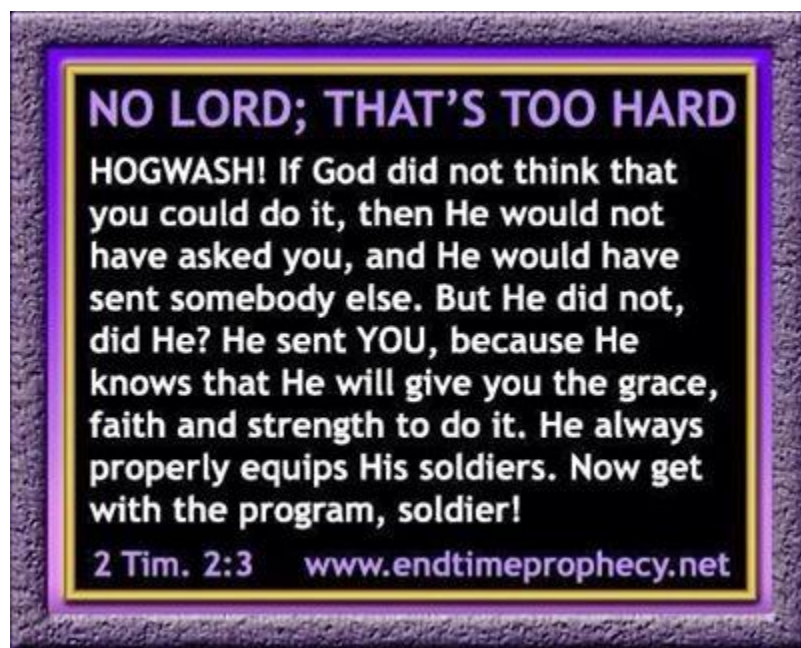 NO LORD; THAT'S TOO HARD
HOGWASH! If God did not think that
you could do it, then He would not
have asked you, and He would have
sent somebody else. But He did not,
did He? He sent YOU, because He
knows that He will give you the grace,
faith and strength to do it. He always
properly equips His soldiers. Now get
with the program, soldier!
2 Tim. 2:3 www.endtimeprophecy.net